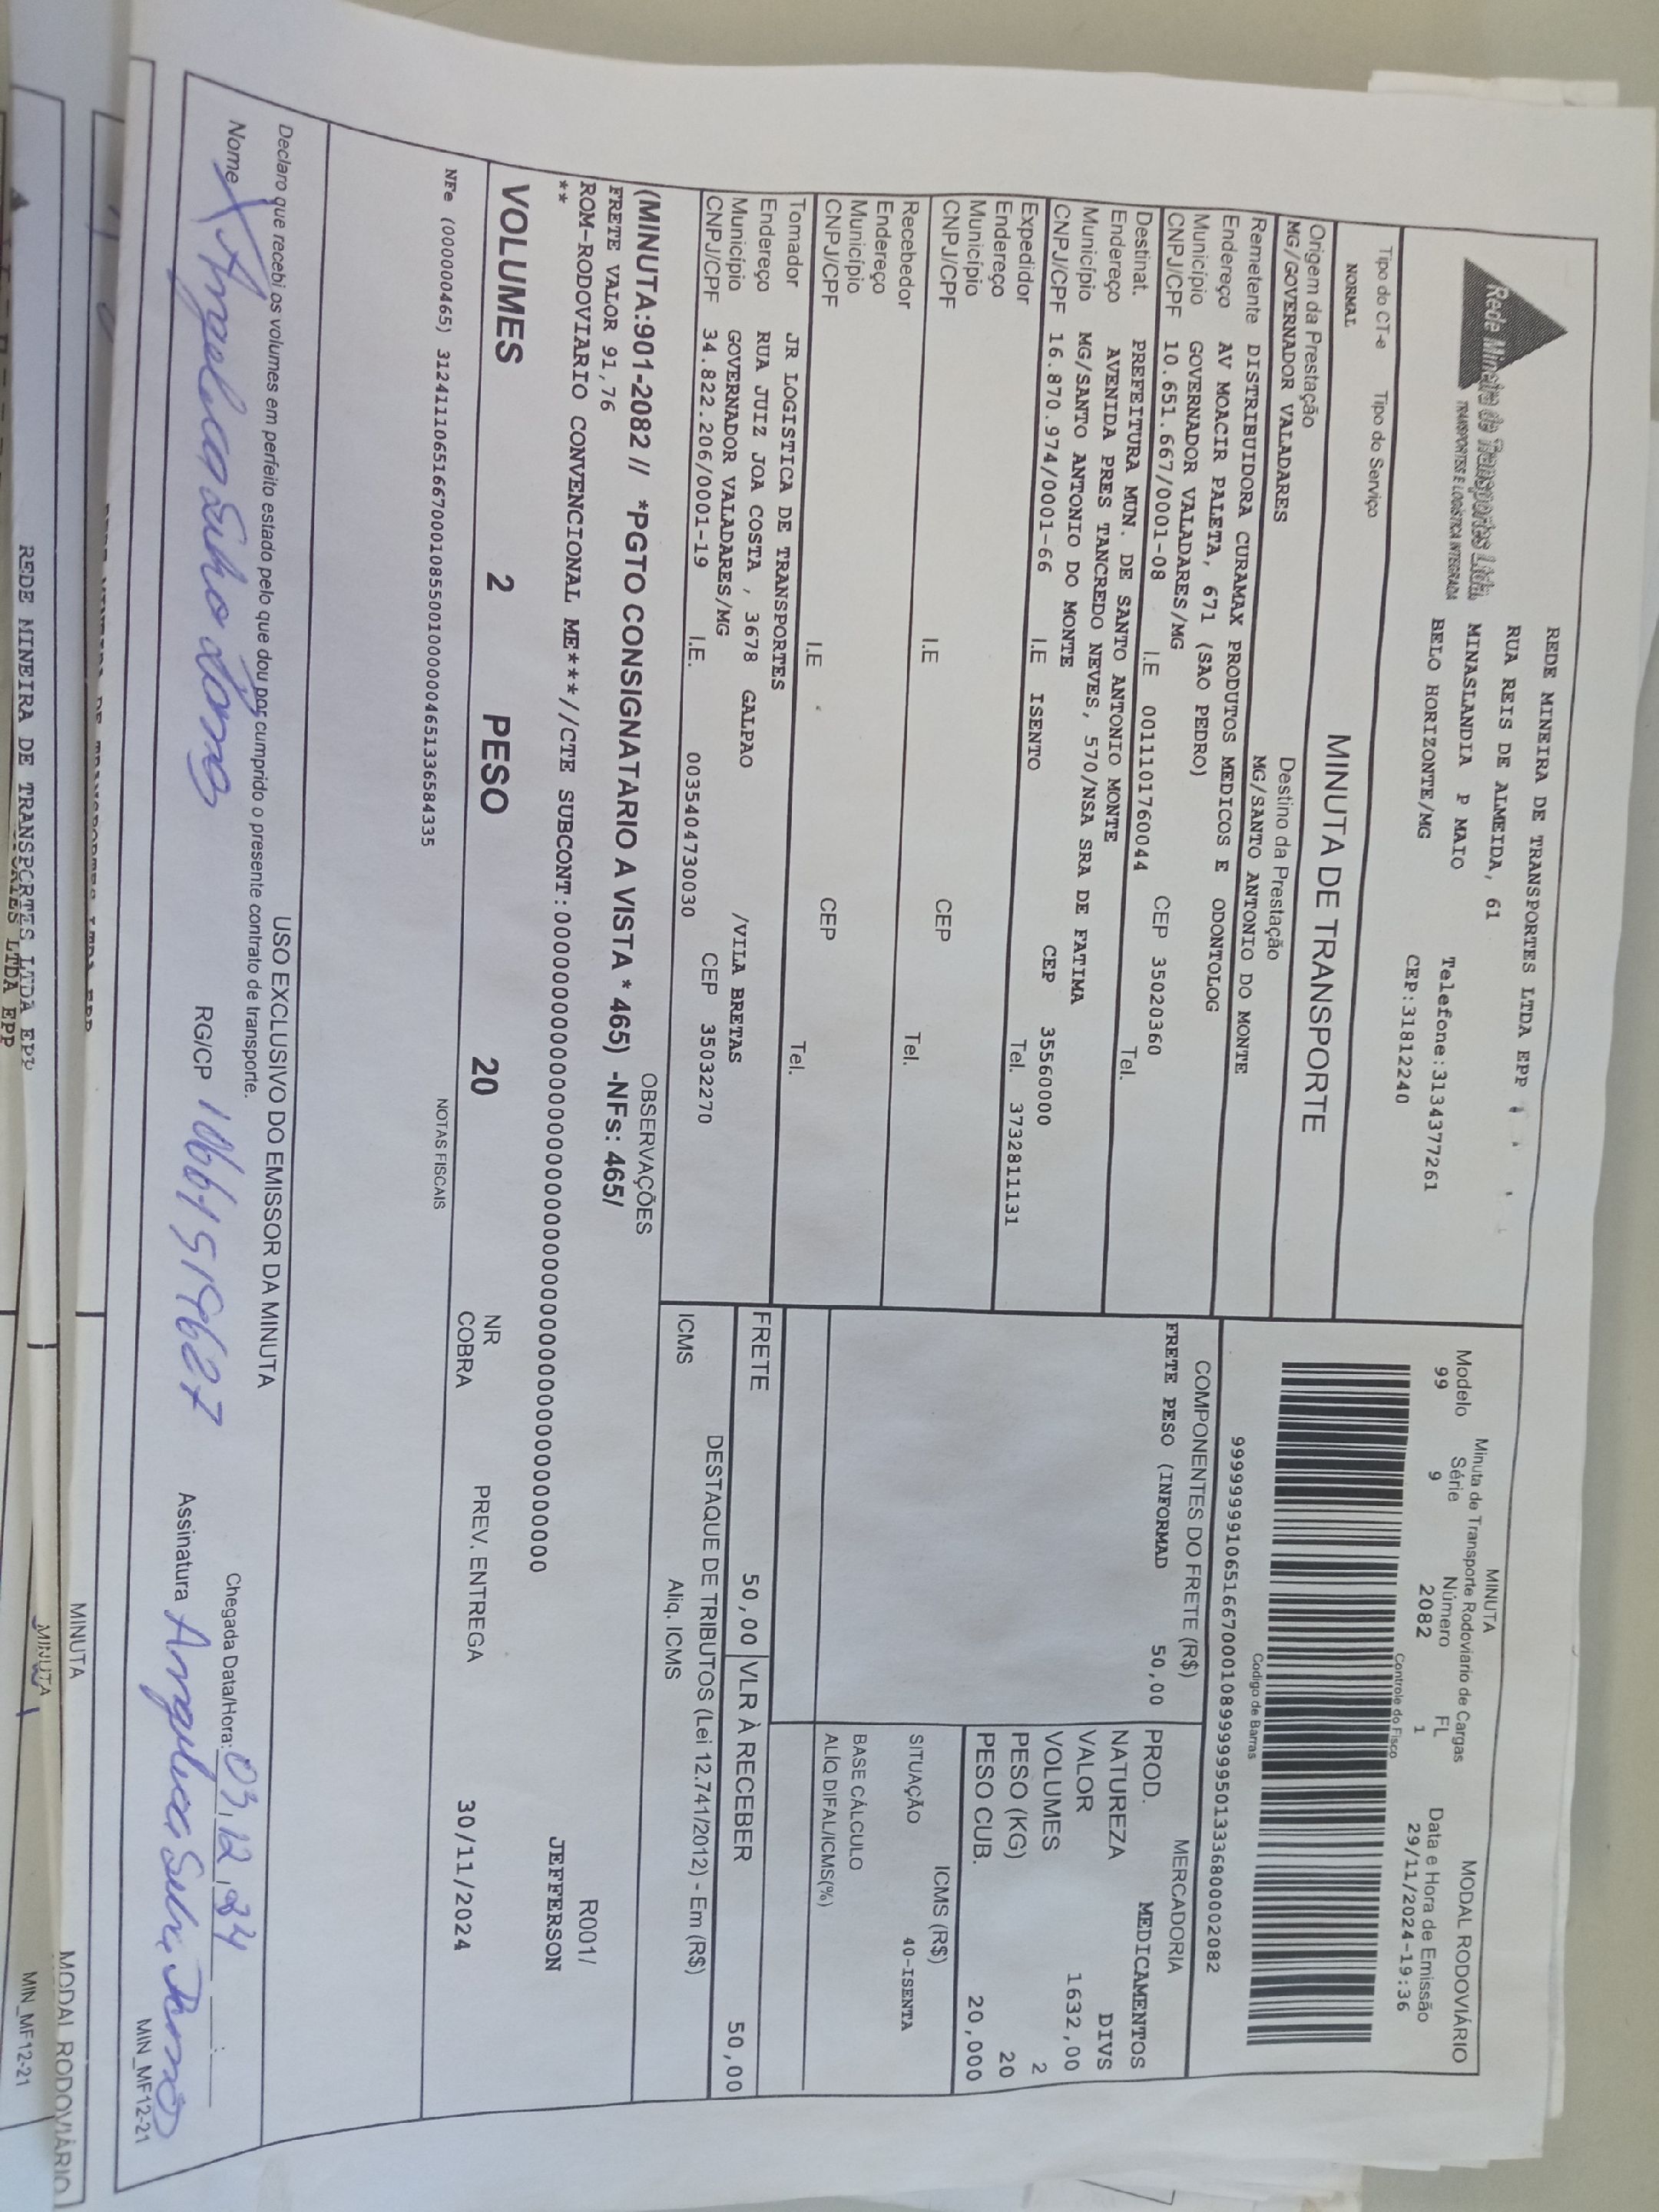 Rede Mineira de Transportes Ltda.
TRANSPORTES E LOGÍSTICA INTEGRADA
REDE MINEIRA DE TRANSPORTES LTDA EPP
RUA REIS DE ALMEIDA, 61
MINASLANDIA P MAIO Telefone:3134377261
BELO HORIZONTE/MG CEP:31812240
MINUTA MODAL RODOVIÁRIO
Minuta de Transporte Rodoviario de Cargas
Modelo Série Número FL Data e Hora de Emissão
99 9 2082 1 29/11/2024-19:36
Controle do Fisco
Tipo do CT-e Tipo do Serviço
NORMAL
MINUTA DE TRANSPORTE
Codigo de Barras
Origem da Prestação Destino da Prestação
MG/GOVERNADOR VALADARES MG/SANTO ANTONIO DO MONTE
Remetente DISTRIBUIDORA CURAMAX PRODUTOS MEDICOS E ODONTOLOG
Endereço AV MOACIR PALETA, 671 (SAO PEDRO)
Município GOVERNADOR VALADARES/MG CEP 35020360
CNPJ/CPF 10.651.667/0001-08 I.E 0011101760044 Tel.
Destinat. PREFEITURA MUN. DE SANTO ANTONIO MONTE
Endereço AVENIDA PRES TANCREDO NEVES, 570/NSA SRA DE FATIMA
Município MG/SANTO ANTONIO DO MONTE CEP 35560000
CNPJ/CPF 16.870.974/0001-66 I.E ISENTO Tel. 3732811131
Expedidor
Endereço
Município CEP
CNPJ/CPF I.E Tel.
Recebedor
Endereço
Município CEP
CNPJ/CPF I.E Tel.
Tomador JR LOGISTICA DE TRANSPORTES
Endereço RUA JUIZ JOA COSTA , 3678 GALPAO /VILA BRETAS
Município GOVERNADOR VALADARES/MG CEP 35032270
CNPJ/CPF 34.822.206/0001-19 I.E. 0035404730030
COMPONENTES DO FRETE (R$)
FRETE PESO (INFORMAD 50,00
MERCADORIA
PROD. MEDICAMENTOS
NATUREZA DIVS
VALOR 1632,00
VOLUMES 2
PESO (KG) 20
PESO CUB. 20,000
ICMS (R$)
SITUAÇÃO 40-ISENTA
BASE CÁLCULO
ALÍQ DIFAL/ICMS(%)
FRETE 50,00 VLR À RECEBER 50,00
DESTAQUE DE TRIBUTOS (Lei 12.741/2012) - Em (R$)
ICMS Aliq. ICMS
OBSERVAÇÕES
(MINUTA:901-2082 // *PGTO CONSIGNATARIO A VISTA * 465) -NFs: 465/
FRETE VALOR 91,76
R001/
ROM-RODOVIARIO CONVENCIONAL ME****//CTE SUBCONT:
**
JEFFERSON
VOLUMES 2 PESO 20 NR COBRA PREV. ENTREGA 30/11/2024
NOTAS FISCAIS
NFe (000000465)
USO EXCLUSIVO DO EMISSOR DA MINUTA
Declaro que recebi os volumes em perfeito estado pelo que dou por cumprido o presente contrato de transporte.
Chegada Data/Hora: 03,12,24
Nome RG/CP Assinatura
MIN_MF12-21
MINUTA MODAL RODOVIÁRIO
REDE MINEIRA DE TRANSPORTES LTDA EPP
MINUTA MIN_MF12-21